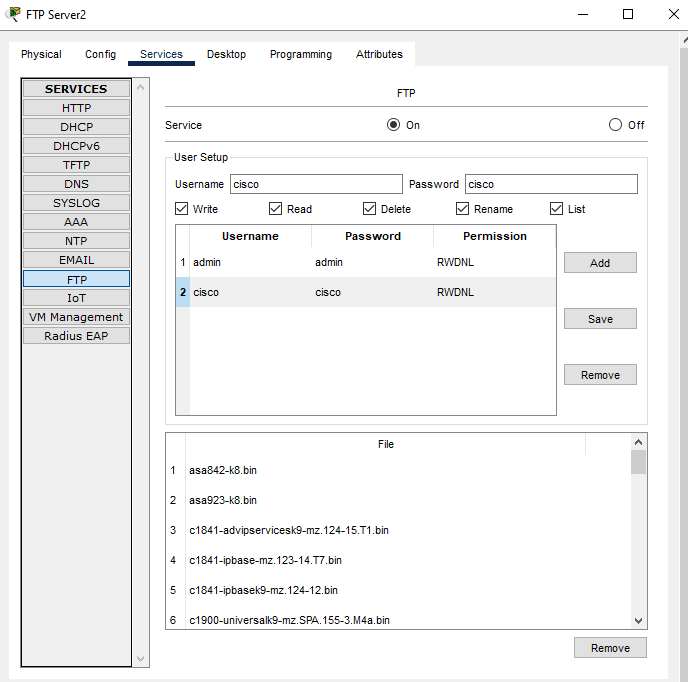 FTP Server2
Physical Config Services Desktop Programming Attributes
SERVICES
HTTP
DHCP
DHCPv6
TFTP
DNS
SYSLOG
AAA
NTP
EMAIL
FTP
IoT
VM Management
Radius EAP
FTP
Service On Off
User Setup
Username cisco Password cisco
Write Read Delete Rename List
Username Password Permission
1 admin admin RWDNL
2 cisco cisco RWDNL
Add
Save
Remove
File
1 asa842-k8.bin
2 asa923-k8.bin
3 c1841-advipservicesk9-mz.124-15.T1.bin
4 c1841-ipbase-mz.123-14.T7.bin
5 c1841-ipbasek9-mz.124-12.bin
6 c1900-universalk9-mz.SPA.155-3.M4a.bin
Remove